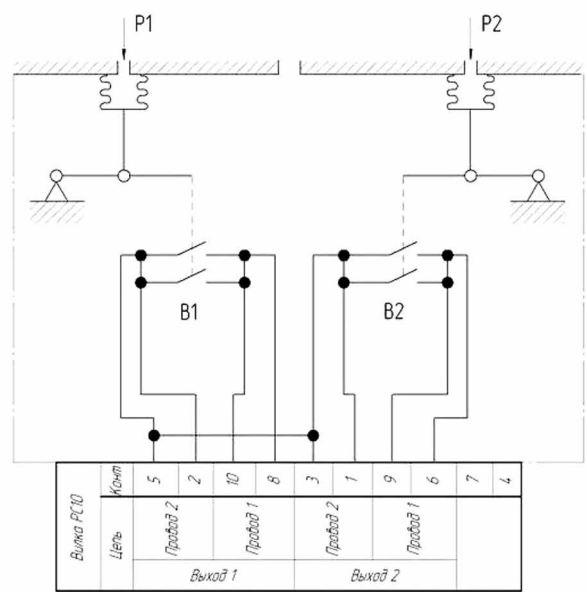 P1 P2
B1 B2
Вилка РС10
Конт 5 2 10 8 3 1 9 6 7 4
Цепь Провод 2 Провод 1 Провод 2 Провод 1
Выход 1 Выход 2